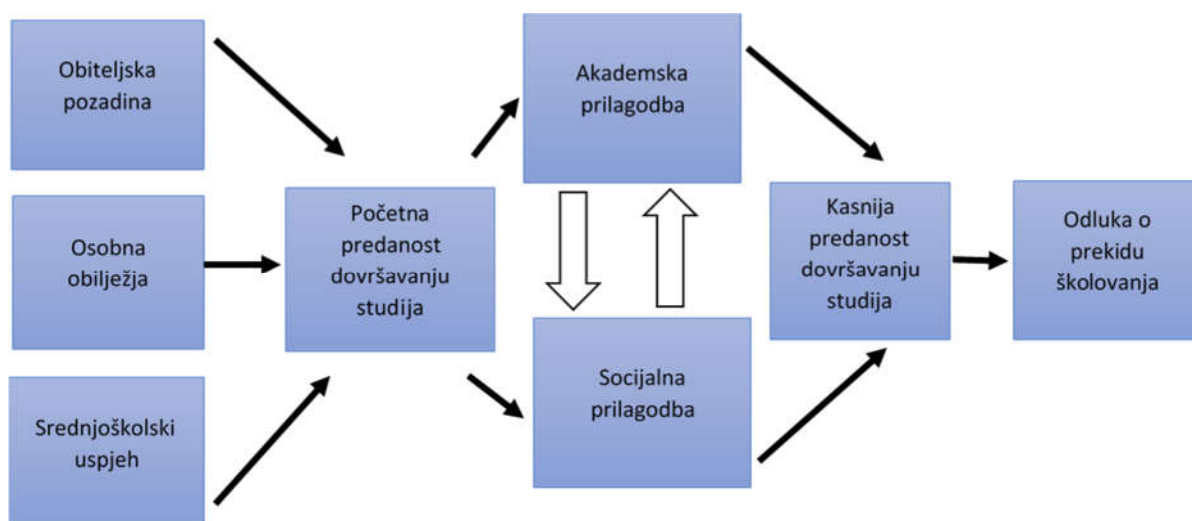 Obiteljska
pozadina
Osobna
obilježja
Srednjoškolski
uspjeh
Početna
predanost
dovršavanju
studija
Akademska
prilagodba
Socijalna
prilagodba
Kasnija
predanost
dovršavanju
studija
Odluka o
prekidu
školovanja